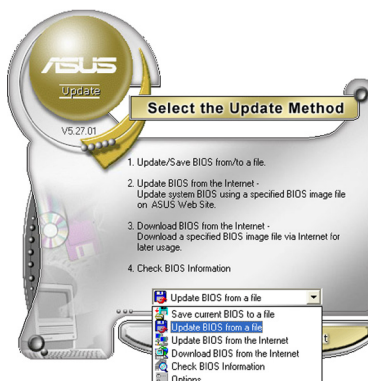 ASUS
Update
V5.27.01
Select the Update Method
1. Update/Save BIOS from/to a file.
2. Update BIOS from the Internet -
Update system BIOS using a specified BIOS image file
on ASUS Web Site.
3. Download BIOS from the Internet -
Download a specified BIOS image file via Internet for
later usage.
4. Check BIOS Information
Update BIOS from a file
Save current BIOS to a file
Update BIOS from a file
Update BIOS from the Internet
Download BIOS from the Internet
Check BIOS Information
Options